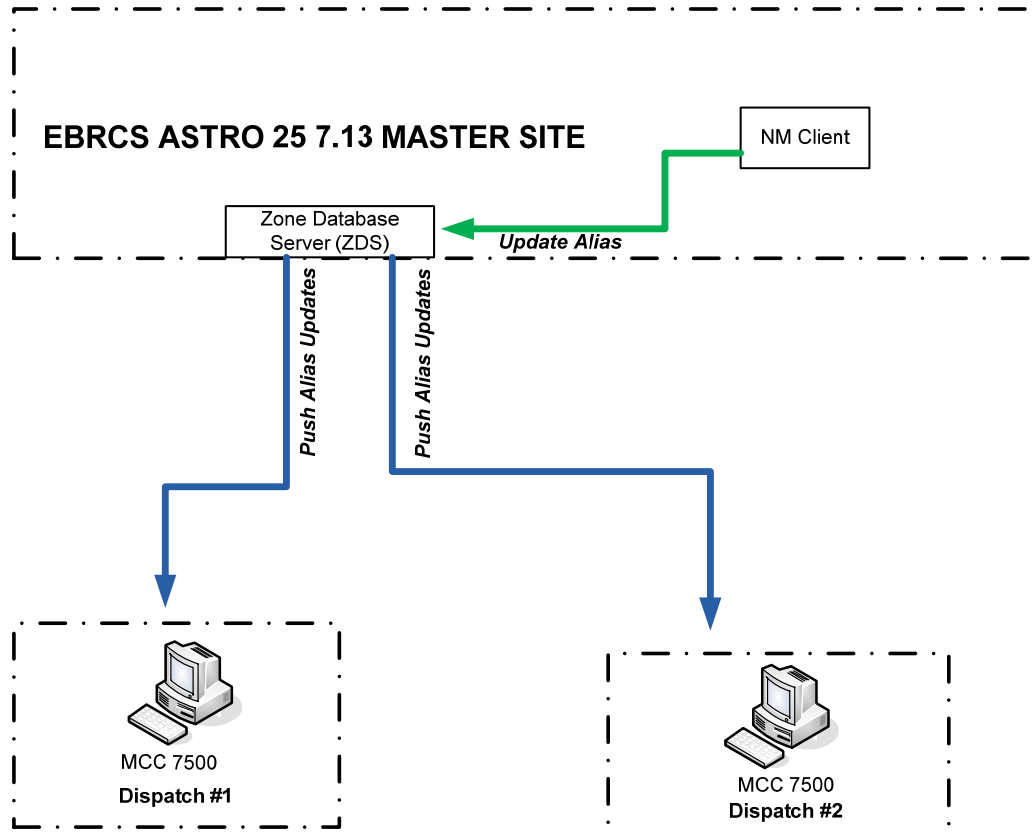 EBRCS ASTRO 25 7.13 MASTER SITE
NM Client
Zone Database
Server (ZDS)
Update Alias
Push Alias Updates
Push Alias Updates
MCC 7500
Dispatch #1
MCC 7500
Dispatch #2